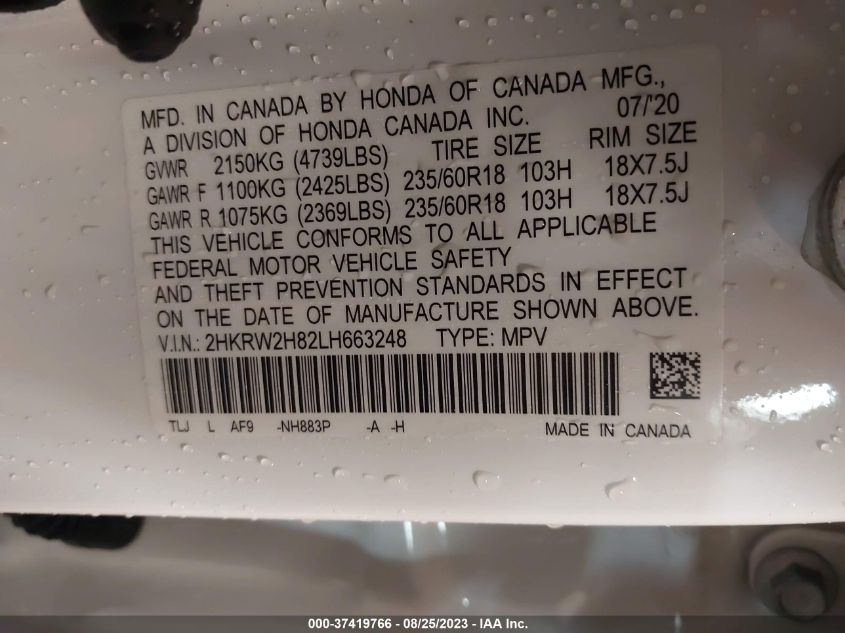 MFD. IN CANADA BY HONDA OF CANADA MFG.,
A DIVISION OF HONDA CANADA INC. 07/'20
GVWR 2150KG (4739LBS) TIRE SIZE RIM SIZE
GAWR F 1100KG (2425LBS) 235/60R18 103H 18X7.5J
GAWR R 1075KG (2369LBS) 235/60R18 103H 18X7.5J
THIS VEHICLE CONFORMS TO ALL APPLICABLE
FEDERAL MOTOR VEHICLE SAFETY
AND THEFT PREVENTION STANDARDS IN EFFECT
ON THE DATE OF MANUFACTURE SHOWN ABOVE.
V.I.N.: 2HKRW2H82LH663248 TYPE: MPV
TLJ L AF9 -NH883P -A -H MADE IN CANADA
000-37419766 - 08/25/2023 - IAA Inc.